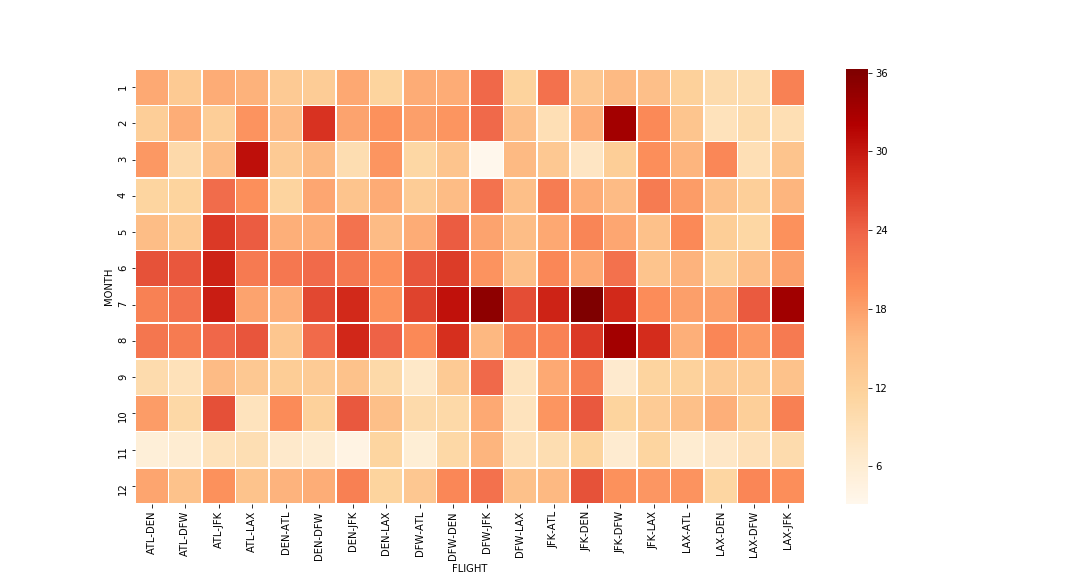 MONTH
1
2
3
4
5
6
7
8
9
10
11
12
ATL-DEN
ATL-DFW
ATL-JFK
ATL-LAX
DEN-ATL
DEN-DFW
DEN-JFK
DEN-LAX
DFW-ATL
DFW-DEN
DFW-JFK
DFW-LAX
JFK-ATL
JFK-DEN
JFK-DFW
JFK-LAX
LAX-ATL
LAX-DEN
LAX-DFW
LAX-JFK
FLIGHT
36
30
24
18
12
6